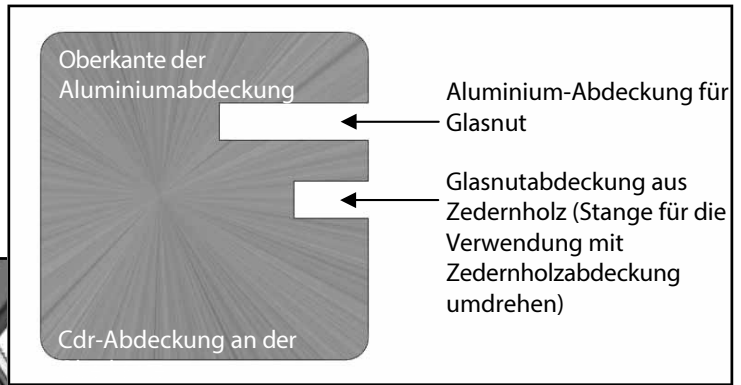 Oberkante der
Aluminiumabdeckung
Aluminium-Abdeckung für
Glasnut
Glasnutabdeckung aus
Zedernholz (Stange für die
Verwendung mit
Zedernholzabdeckung
umdrehen)
Cdr-Abdeckung an der